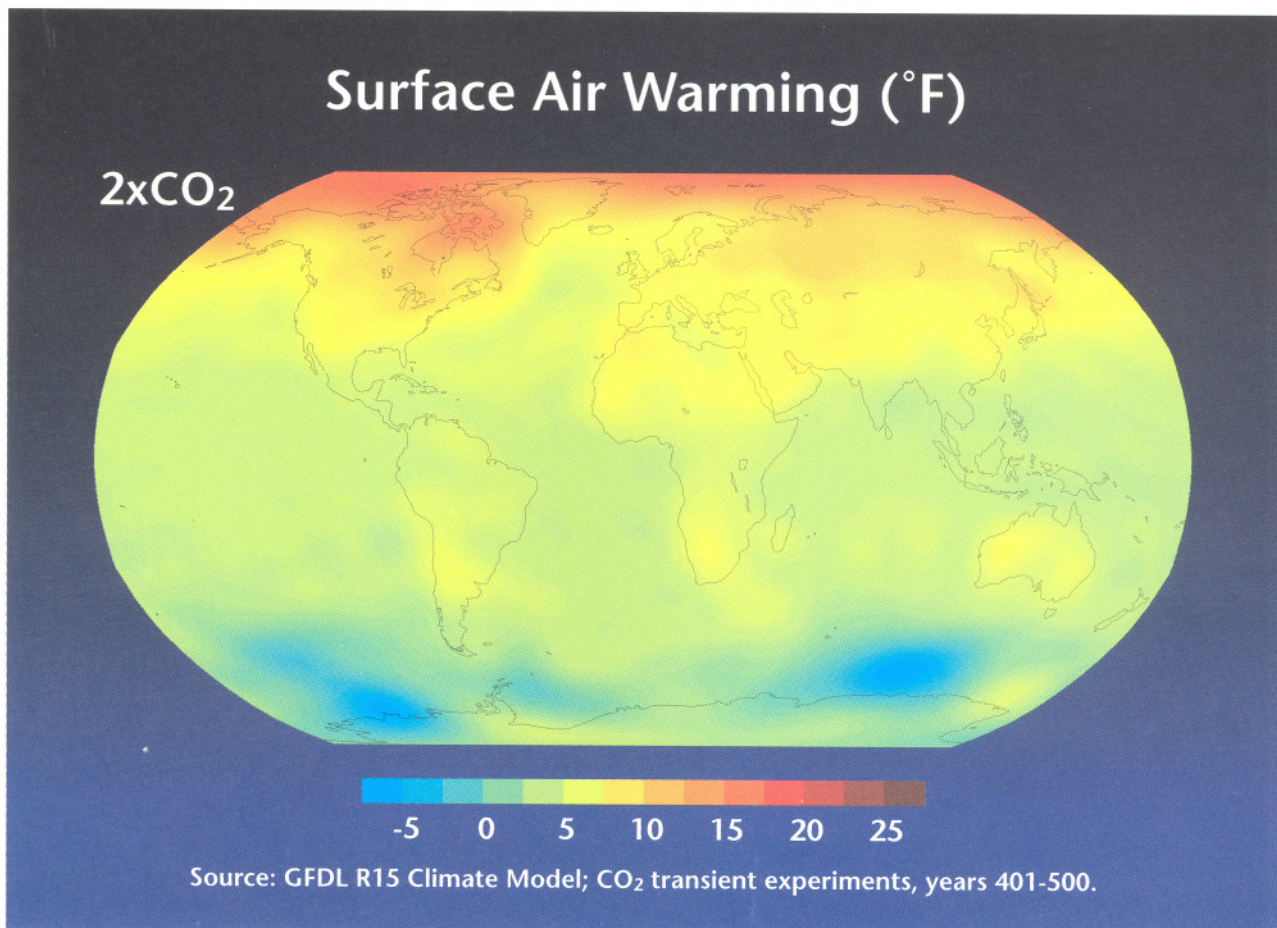 Surface Air Warming (°F)
2xCO₂
-5 0 5 10 15 20 25
Source: GFDL R15 Climate Model; CO₂ transient experiments, years 401-500.